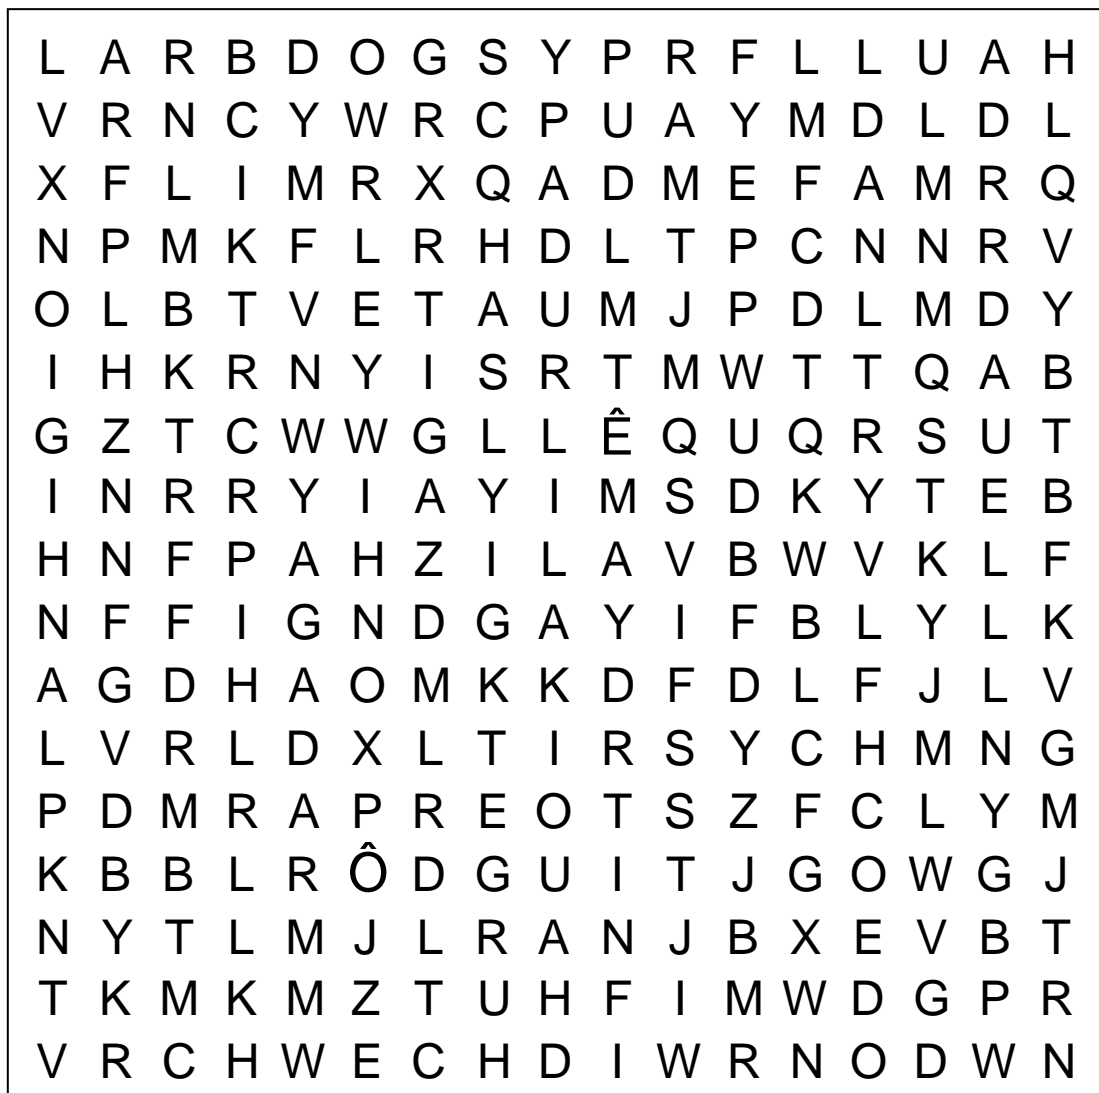 L A R B D O G S Y P R F L L U A H
V R N C Y W R C P U A Y M D L D L
X F L I M R X Q A D M E F A M R Q
N P M K F L R H D L T P C N N R V
O L B T V E T A U M J P D L M D Y
I H K R N Y I S R T M W T T Q A B
G Z T C W W G L L Ê Q U Q R S U T
I N R R Y I A Y I M S D K Y T E B
H N F P A H Z I L A V B W V K L F
N F F I G N D G A Y I F B L Y L K
A G D H A O M K K D F D L F J L V
L V R L D X L T I R S Y C H M N G
P D M R A P R E O T S Z F C L Y M
K B B L R Ô D G U I T J G O W G J
N Y T L M J L R A N J B X E V B T
T K M K M Z T U H F I M W D G P R
V R C H W E C H D I W R N O D W N